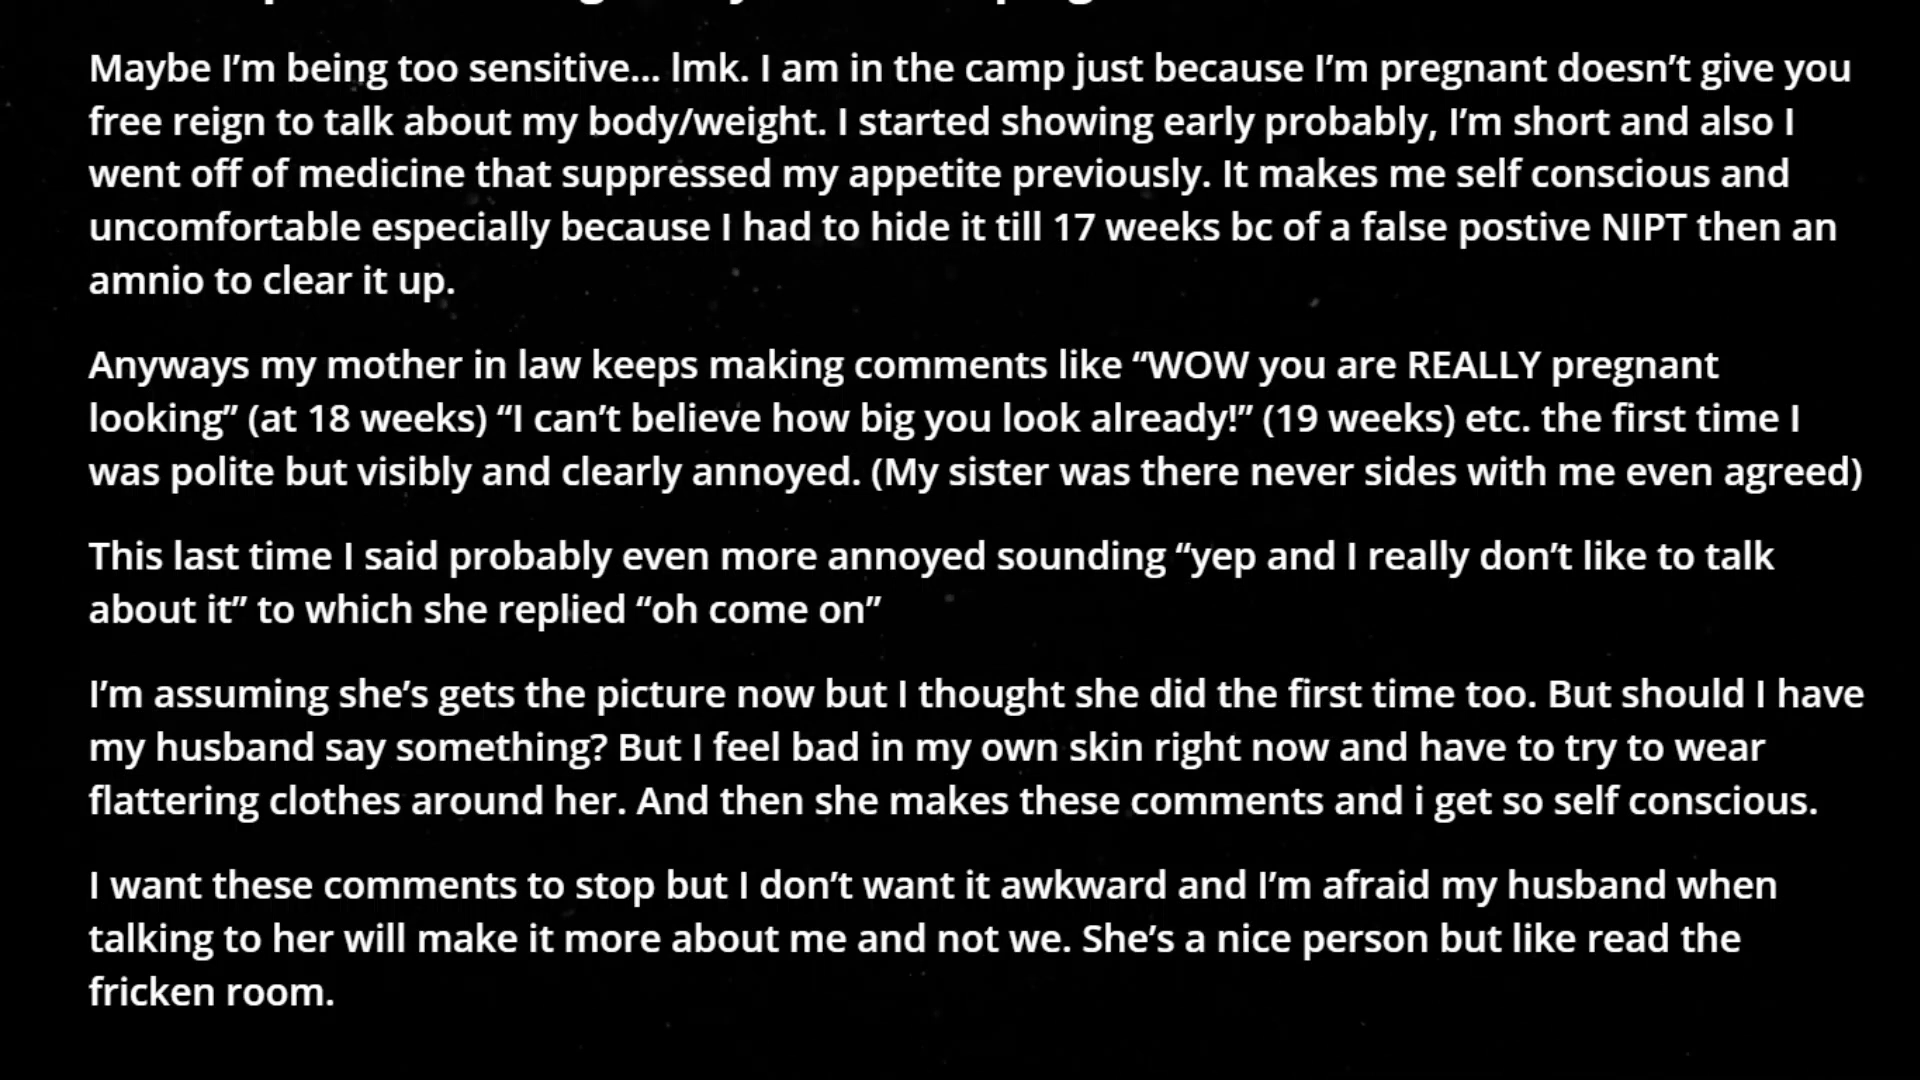 Maybe I’m being too sensitive... lmk. I am in the camp just because I’m pregnant doesn’t give you
free reign to talk about my body/weight. I started showing early probably, I’m short and also I
went off of medicine that suppressed my appetite previously. It makes me self conscious and
uncomfortable especially because I had to hide it till 17 weeks bc of a false postive NIPT then an
amnio to clear it up.
Anyways my mother in law keeps making comments like “WOW you are REALLY pregnant
looking” (at 18 weeks) “I can’t believe how big you look already!” (19 weeks) etc. the first time I
was polite but visibly and clearly annoyed. (My sister was there never sides with me even agreed)
This last time I said probably even more annoyed sounding “yep and I really don’t like to talk
about it” to which she replied “oh come on”
I’m assuming she’s gets the picture now but I thought she did the first time too. But should I have
my husband say something? But I feel bad in my own skin right now and have to try to wear
flattering clothes around her. And then she makes these comments and i get so self conscious.
I want these comments to stop but I don’t want it awkward and I’m afraid my husband when
talking to her will make it more about me and not we. She’s a nice person but like read the
fricken room.